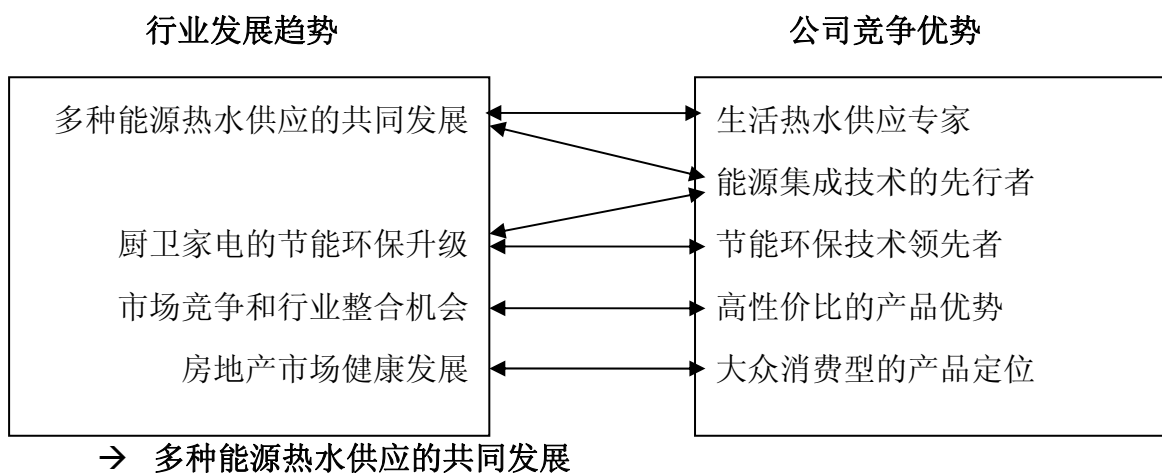 行业发展趋势
公司竞争优势
多种能源热水供应的共同发展
厨卫家电的节能环保升级
市场竞争和行业整合机会
房地产市场健康发展
生活热水供应专家
能源集成技术的先行者
节能环保技术领先者
高性价比的产品优势
大众消费型的产品定位
→ 多种能源热水供应的共同发展